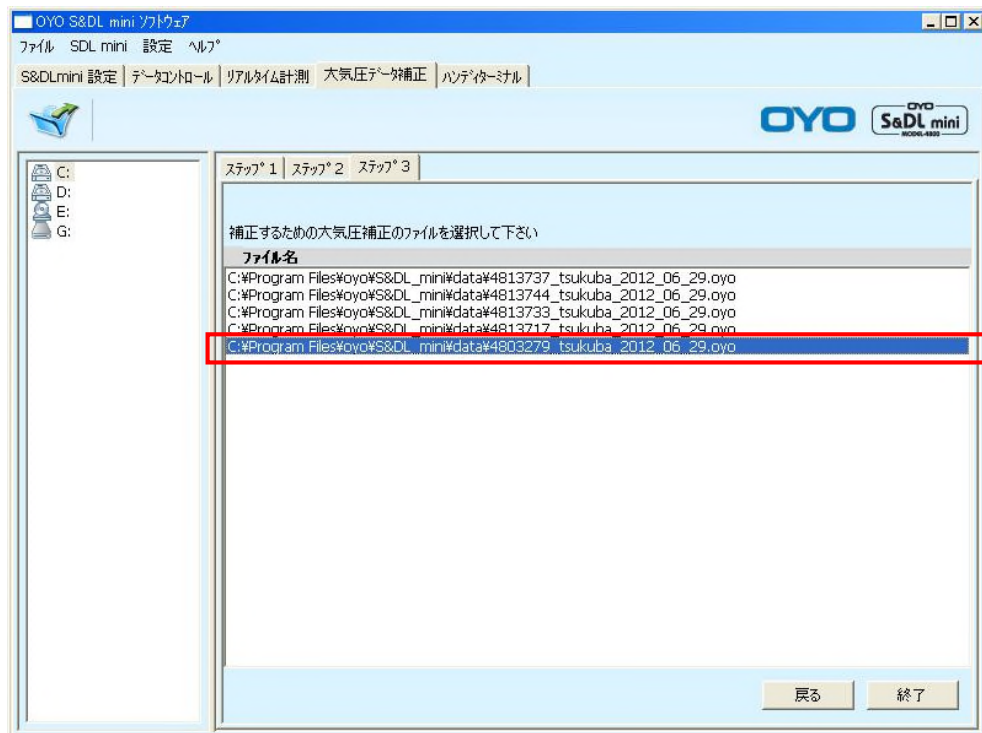 OYO S&DL mini ソフトウェア
ファイル SDL mini 設定 ヘルプ
S&DLmini 設定 データコントロール リアルタイム計測 大気圧データ補正 ハンディターミナル
OYO OYO S&DL mini MODEL-4800
C:
D:
E:
G:
ステップ1 ステップ2 ステップ3
補正するための大気圧補正のファイルを選択して下さい
ファイル名
C:¥Program Files¥oyo¥S&DL_mini¥data¥4813737_tsukuba_2012_06_29.oyo
C:¥Program Files¥oyo¥S&DL_mini¥data¥4813744_tsukuba_2012_06_29.oyo
C:¥Program Files¥oyo¥S&DL_mini¥data¥4813733_tsukuba_2012_06_29.oyo
C:¥Program Files¥oyo¥S&DL_mini¥data¥4813717_tsukuba_2012_06_29.oyo
C:¥Program Files¥oyo¥S&DL_mini¥data¥4803279_tsukuba_2012_06_29.oyo
戻る 終了